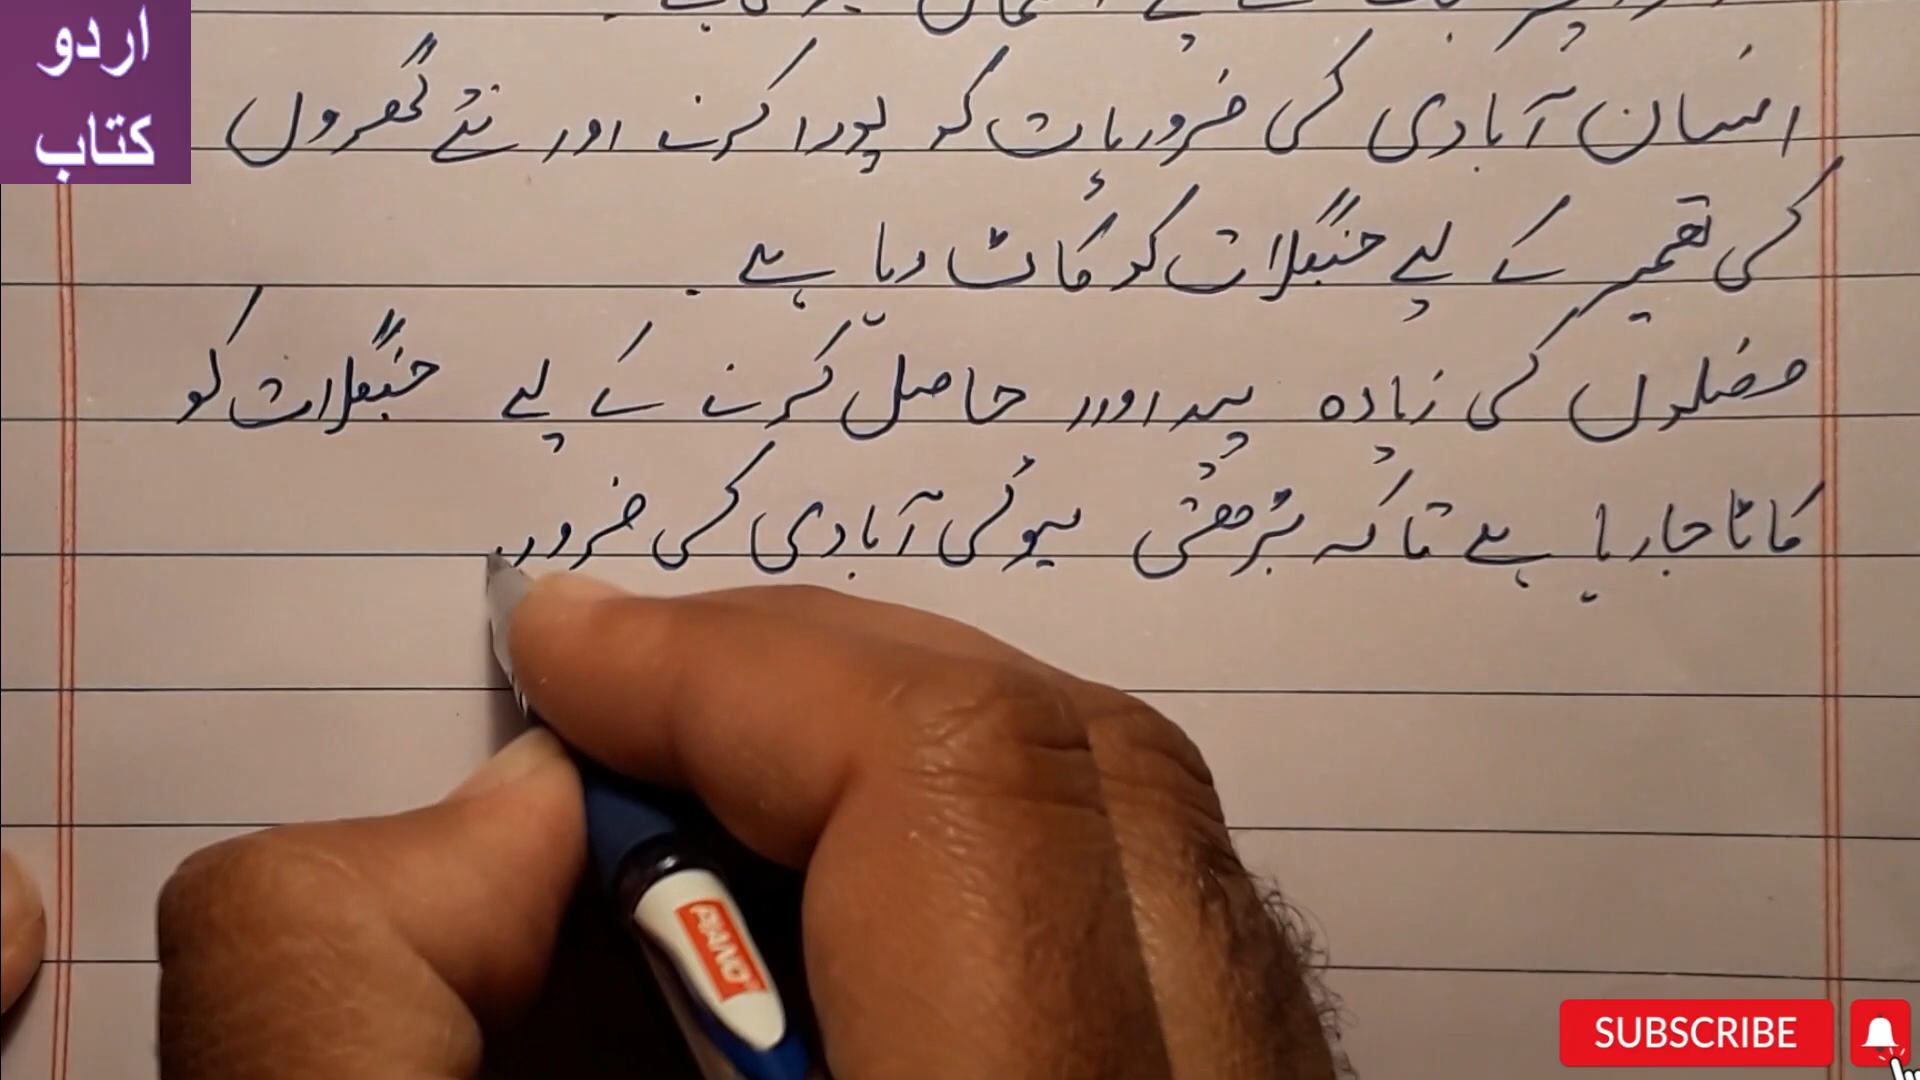 اردو
کتاب
انسان آبادی کی ضروریات کو پورا کرنے اور نئے گھروں
کی تعمیر کے لیے جنگلات کو کاٹ رہا ہے۔
فصلوں کی زیادہ پیداوار حاصل کرنے کے لیے جنگلات کو
کاٹا جا رہا ہے تاکہ بڑھتی ہوئی آبادی کی ضرور
SUBSCRIBE